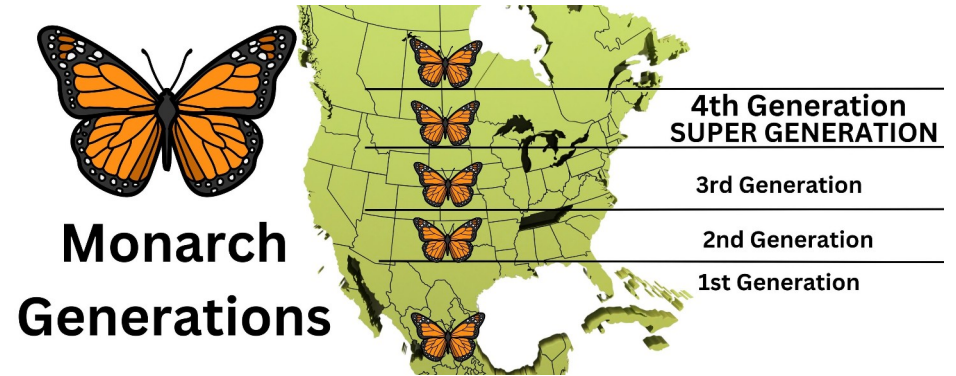 Monarch
Generations
4th Generation
SUPER GENERATION
3rd Generation
2nd Generation
1st Generation